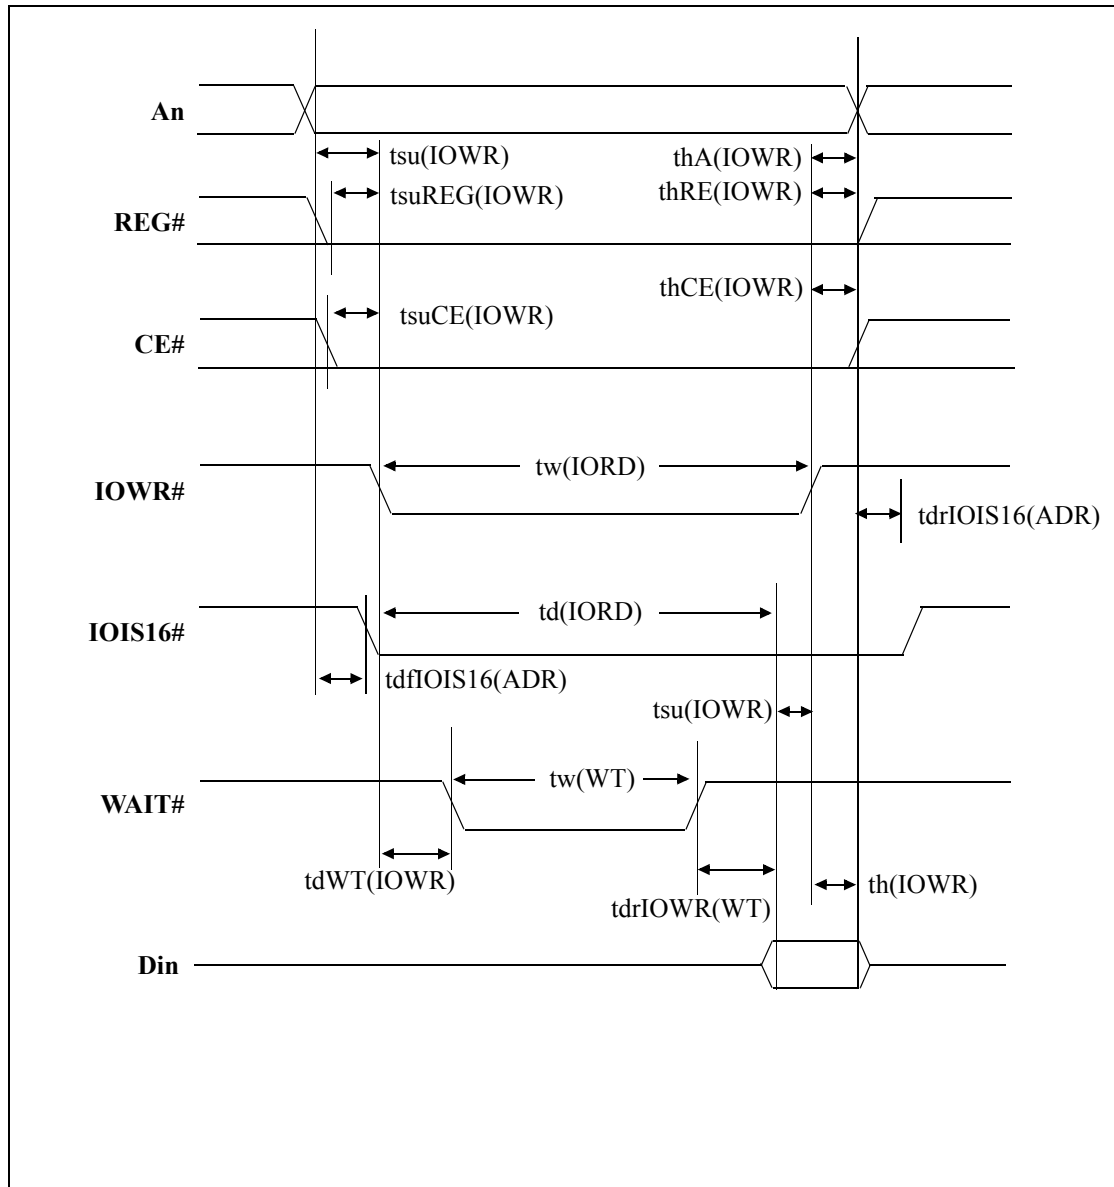 An
tsu(IOWR)
thA(IOWR)
tsuREG(IOWR)
thRE(IOWR)
REG#
thCE(IOWR)
tsuCE(IOWR)
CE#
tw(IORD)
IOWR#
tdrIOIS16(ADR)
td(IORD)
IOIS16#
tdfIOIS16(ADR)
tsu(IOWR)
tw(WT)
WAIT#
tdWT(IOWR)
th(IOWR)
tdrIOWR(WT)
Din